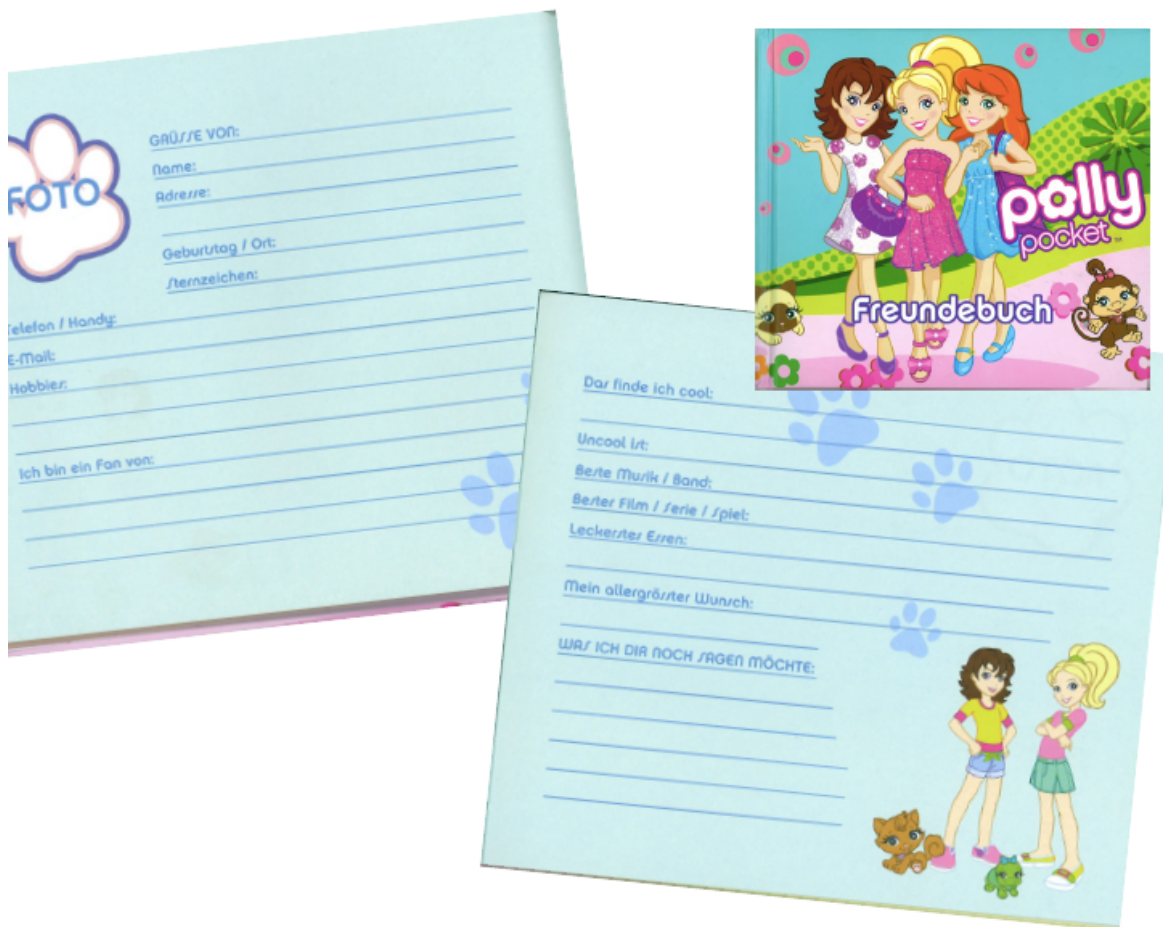 FOTO
GRÜSSE VON:
Name:
Adresse:
Geburtstag / Ort:
Sternzeichen:
Telefon / Handy:
E-Mail:
Hobbies:
Ich bin ein Fan von:
polly
pocket™
Freundebuch
Das finde ich cool:
Uncool ist:
Beste Musik / Band:
Bester Film / Serie / Spiel:
Leckerstes Essen:
Mein allergrösster Wunsch:
WAS ICH DIR NOCH SAGEN MÖCHTE: